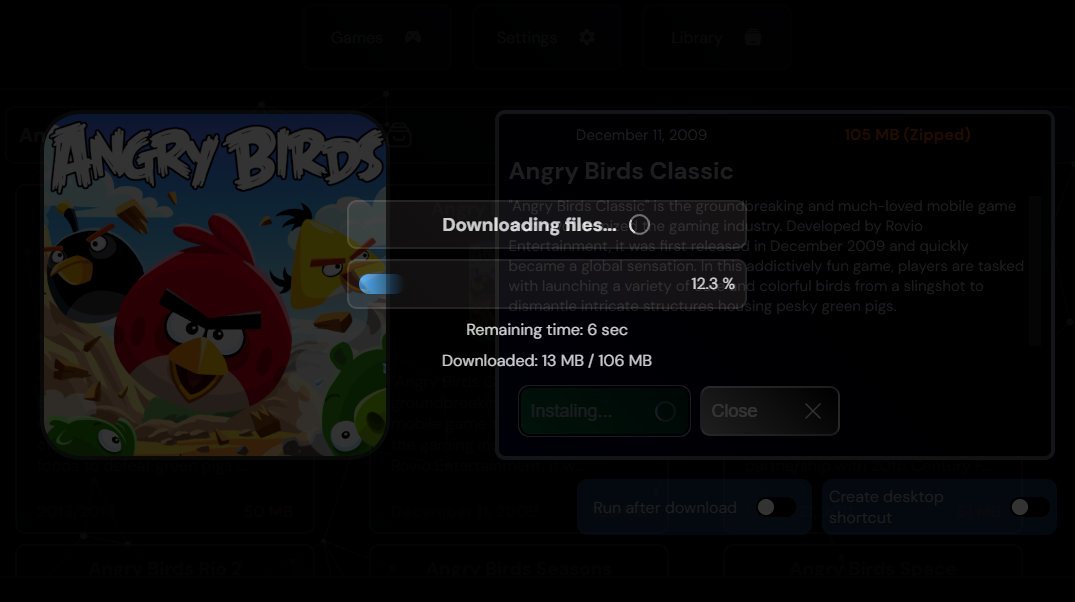 Games
Settings
Library
An
ANGRY BIRDS
December 11, 2009
105 MB (Zipped)
Angry Birds Classic
"Angry Birds Classic" is the groundbreaking and much-loved mobile game
the gaming industry. Developed by Rovio
Entertainment, it was first released in December 2009 and quickly
became a global sensation. In this addictively fun game, players are tasked
with launching a variety of and colorful birds from a slingshot to
dismantle intricate structures housing pesky green pigs.
Downloading files...
12.3 %
Remaining time: 6 sec
Downloaded: 13 MB / 106 MB
Instaling...
Close
Run after download
Create desktop
shortcut
50 MB
Angry Birds Rio 2
Angry Birds Seasons
Angry Birds Space